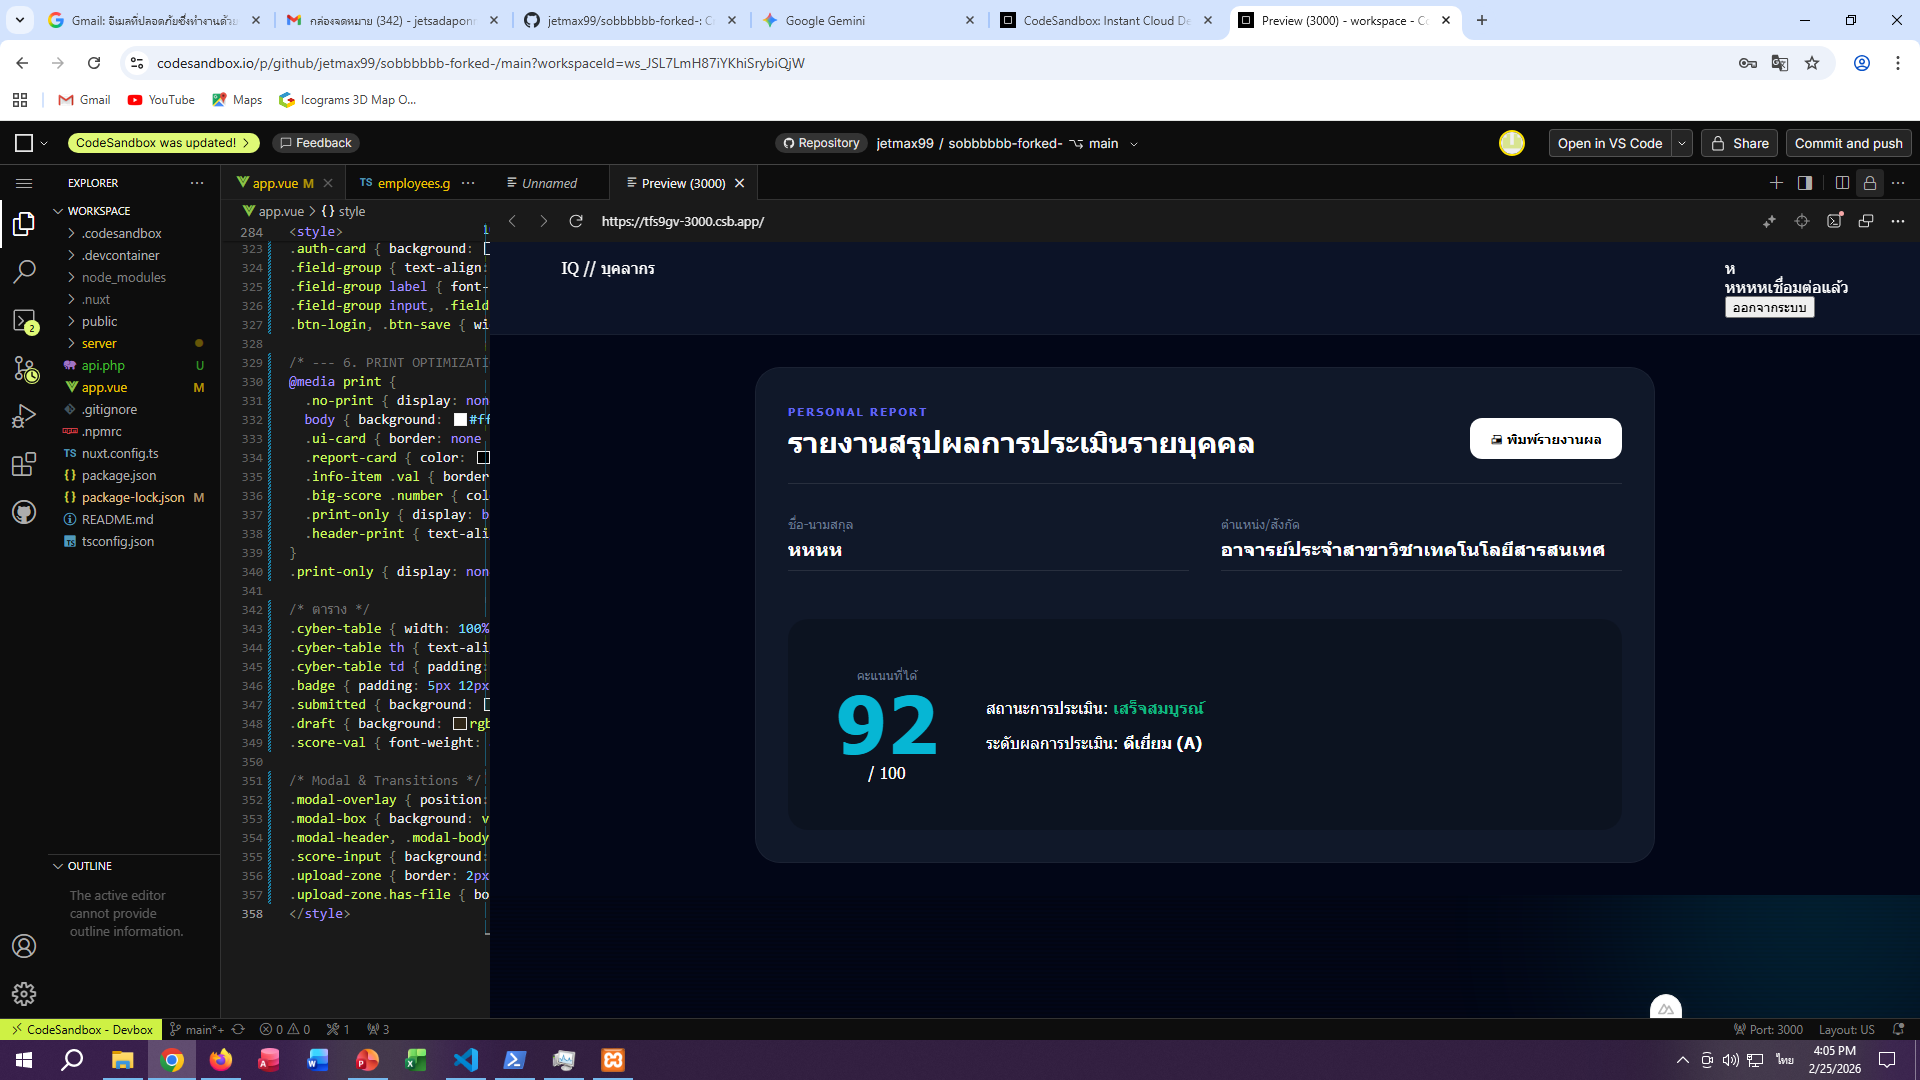 Gmail: อีเมลที่ปลอดภัยซึ่งทำงานด้วย
กล่องจดหมาย (342) - jetsadaponr
jetmax99/sobbbbbb-forked-: Co
Google Gemini
CodeSandbox: Instant Cloud De
Preview (3000) - workspace - Co
codesandbox.io/p/github/jetmax99/sobbbbbb-forked-/main?workspaceId=ws_JSL7LmH87iYKhiSrybiQjW
Gmail
YouTube
Maps
Icograms 3D Map O...
CodeSandbox was updated!
Feedback
Repository
jetmax99 / sobbbbbb-forked-
main
Open in VS Code
Share
Commit and push
EXPLORER
WORKSPACE
.codesandbox
.devcontainer
node_modules
.nuxt
public
server
api.php U
app.vue M
.gitignore
.npmrc
TS nuxt.config.ts
{} package.json
{} package-lock.json M
README.md
tsconfig.json
2
OUTLINE
The active editor
cannot provide
outline information.
app.vue M
TS employees.g
Unnamed
Preview (3000)
app.vue > {} style
284 <style>
323 .auth-card { background:
324 .field-group { text-align:
325 .field-group label { font-
326 .field-group input, .field
327 .btn-login, .btn-save { wi
328
329 /* --- 6. PRINT OPTIMIZATI
330 @media print {
331 .no-print { display: non
332 body { background: #ff
333 .ui-card { border: none
334 .report-card { color:
335 .info-item .val { border
336 .big-score .number { col
337 .print-only { display: b
338 .header-print { text-ali
339 }
340 .print-only { display: non
341
342 /* ตาราง */
343 .cyber-table { width: 100%
344 .cyber-table th { text-ali
345 .cyber-table td { padding:
346 .badge { padding: 5px 12px
347 .submitted { background:
348 .draft { background: rgb
349 .score-val { font-weight:
350
351 /* Modal & Transitions */
352 .modal-overlay { position:
353 .modal-box { background: v
354 .modal-header, .modal-body
355 .score-input { background:
356 .upload-zone { border: 2px
357 .upload-zone.has-file { bo
358 </style>
https://tfs9gv-3000.csb.app/
IQ // บุคลากร
ห
หหหหเชื่อมต่อแล้ว
ออกจากระบบ
PERSONAL REPORT
รายงานสรุปผลการประเมินรายบุคคล
พิมพ์รายงานผล
ชื่อ-นามสกุล
หหหห
ตำแหน่ง/สังกัด
อาจารย์ประจำสาขาวิชาเทคโนโลยีสารสนเทศ
คะแนนที่ได้
92
/ 100
สถานะการประเมิน: เสร็จสมบูรณ์
ระดับผลการประเมิน: ดีเยี่ยม (A)
CodeSandbox - Devbox
main*+
0
0
1
3
Port: 3000
Layout: US
ไทย
4:05 PM
2/25/2026